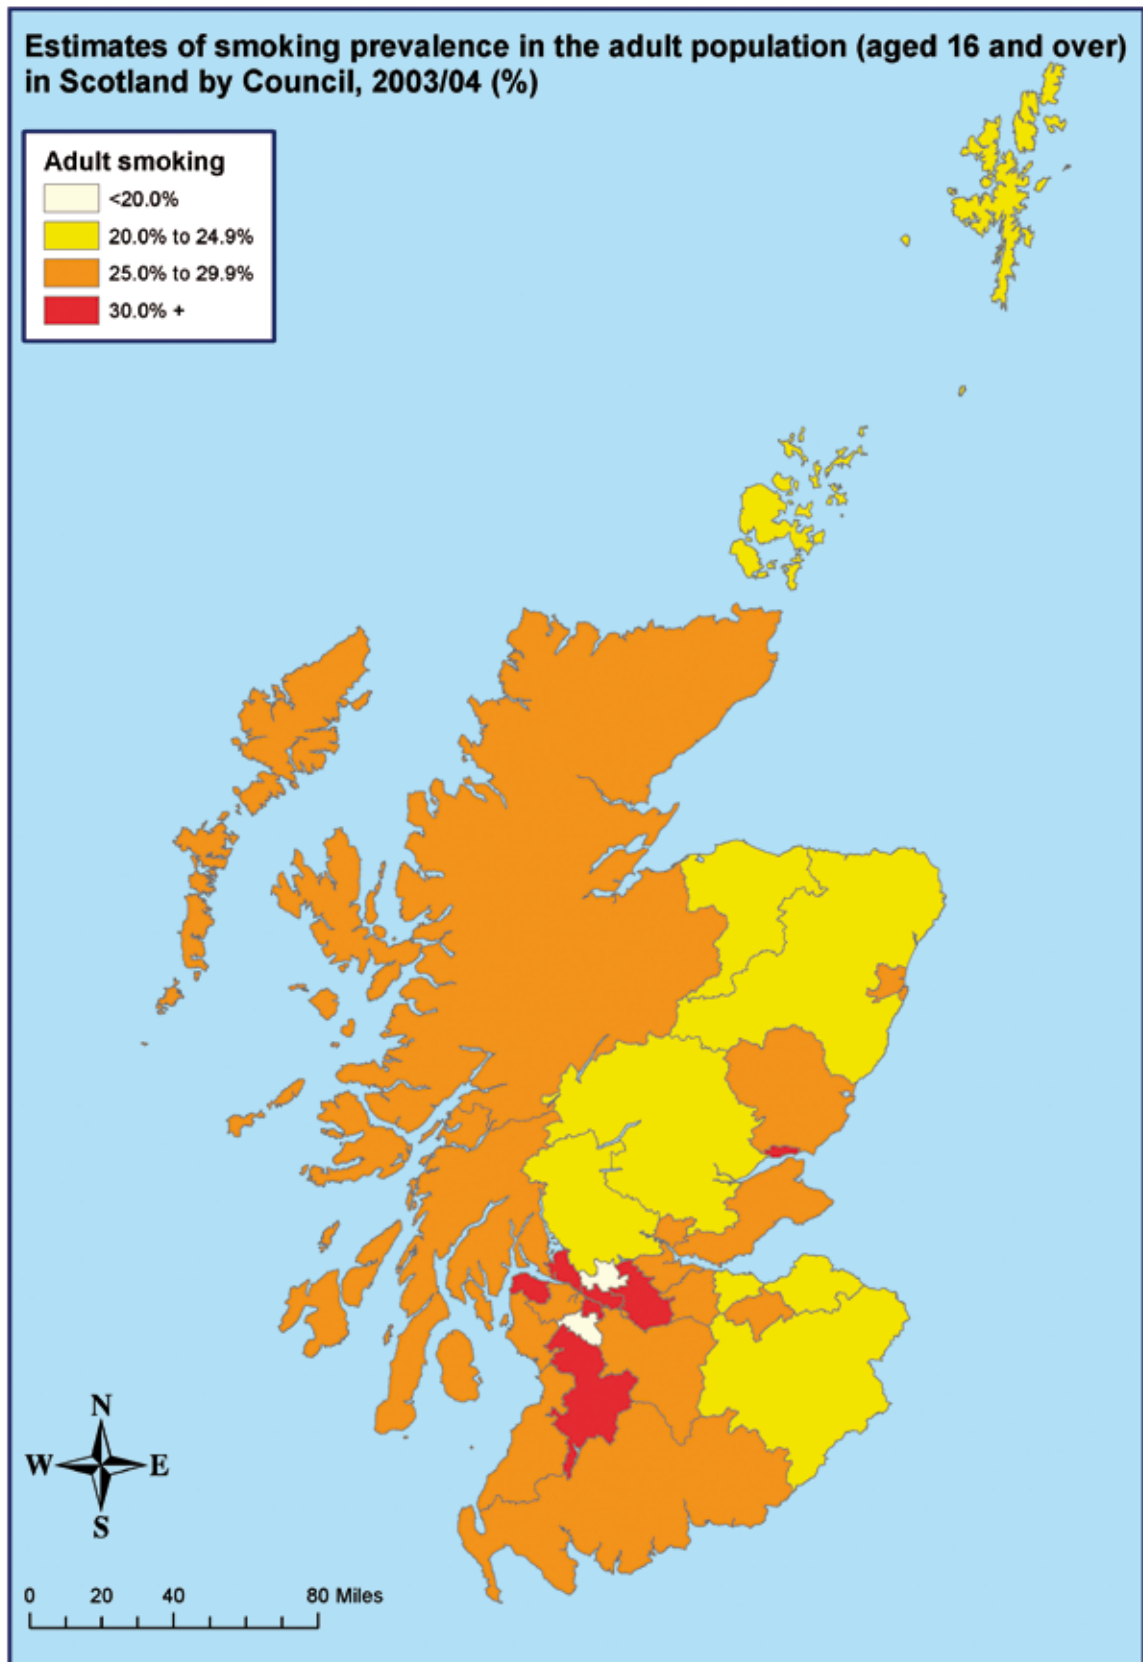 Estimates of smoking prevalence in the adult population (aged 16 and over)
in Scotland by Council, 2003/04 (%)
Adult smoking
<20.0%
20.0% to 24.9%
25.0% to 29.9%
30.0% +
N
W E
S
0 20 40 80 Miles